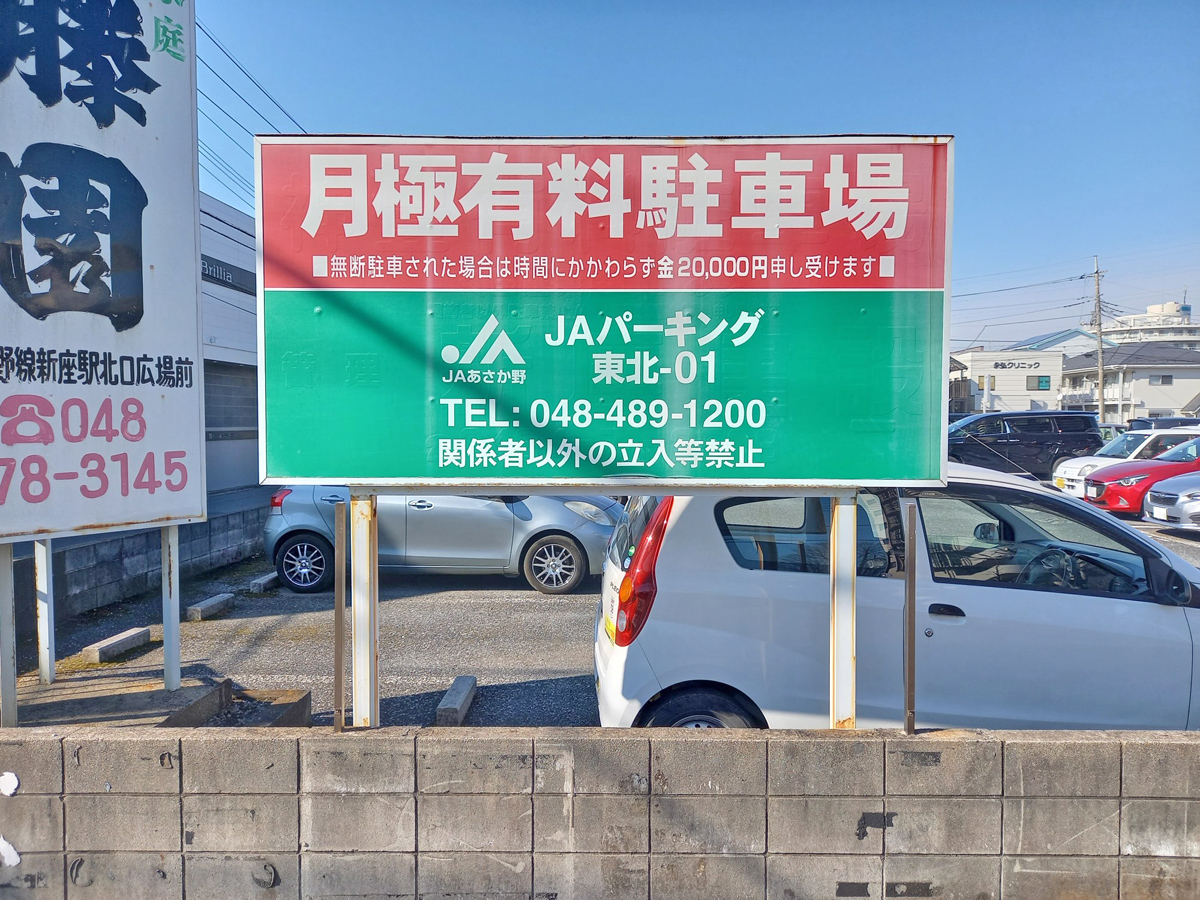 庭
藤
園
野線新座駅北口広場前
☎048
78-3145
Brillia
月極有料駐車場
■無断駐車された場合は時間にかかわらず金20,000円申し受けます■
JAあさか野
JAパーキング
東北-01
TEL: 048-489-1200
関係者以外の立入等禁止
クリニック